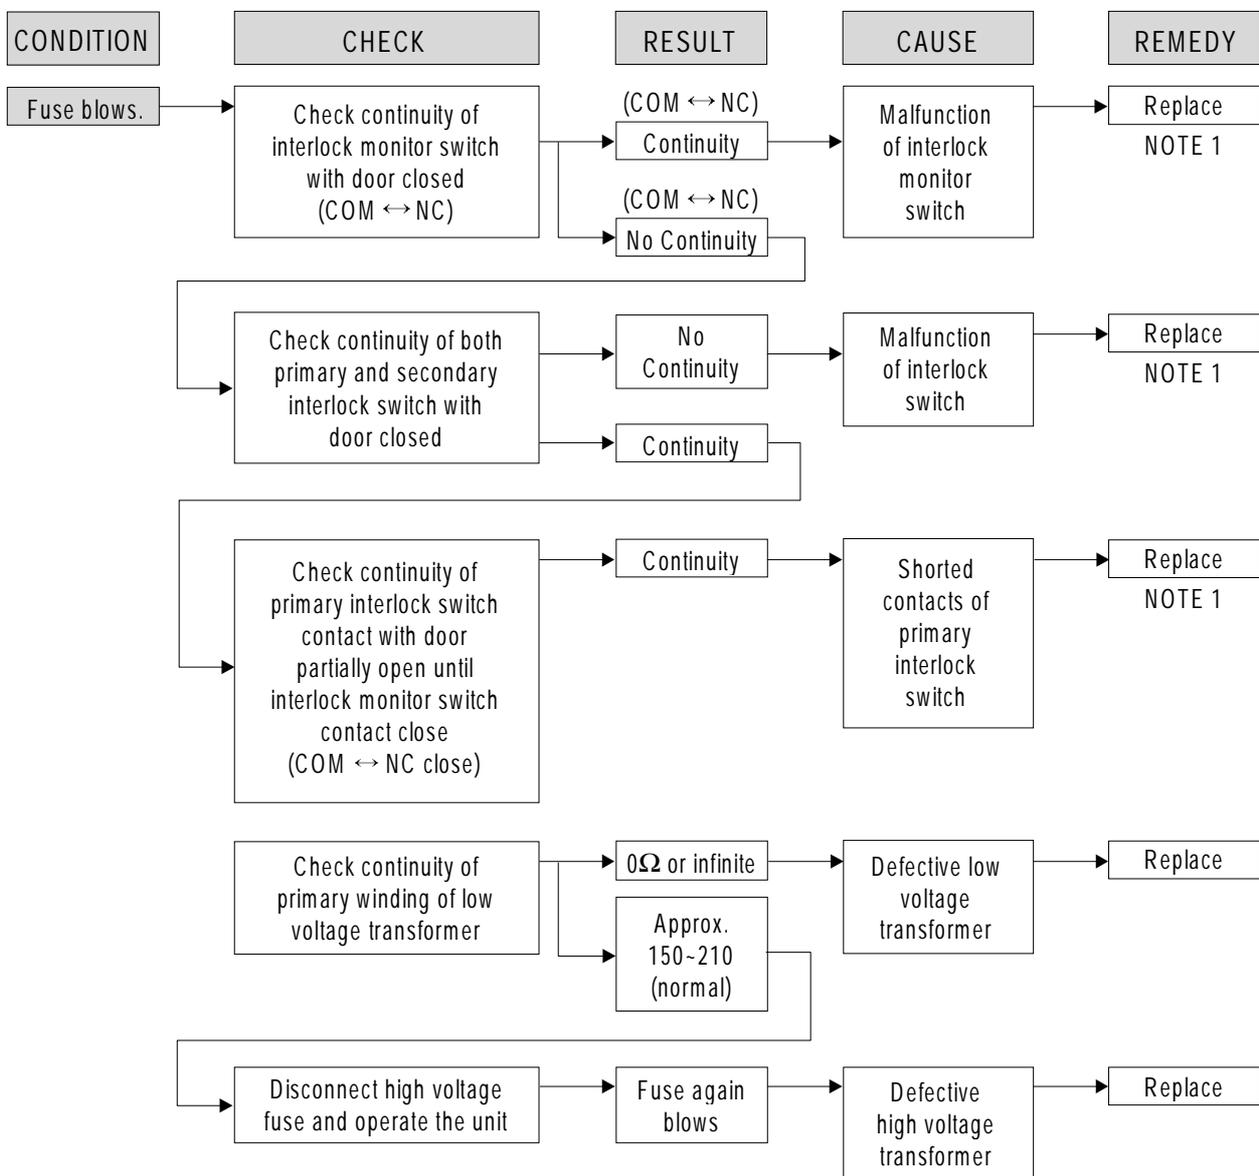 CONDITION
CHECK
RESULT
CAUSE
REMEDY
Fuse blows.
Check continuity of
interlock monitor switch
with door closed
(COM ↔ NC)
(COM ↔ NC)
Continuity
(COM ↔ NC)
No Continuity
Malfunction
of interlock
monitor
switch
Replace
NOTE 1
Check continuity of both
primary and secondary
interlock switch with
door closed
No
Continuity
Continuity
Malfunction
of interlock
switch
Replace
NOTE 1
Check continuity of
primary interlock switch
contact with door
partially open until
interlock monitor switch
contact close
(COM ↔ NC close)
Continuity
Shorted
contacts of
primary
interlock
switch
Replace
NOTE 1
Check continuity of
primary winding of low
voltage transformer
0Ω or infinite
Approx.
150~210
(normal)
Defective low
voltage
transformer
Replace
Disconnect high voltage
fuse and operate the unit
Fuse again
blows
Defective
high voltage
transformer
Replace